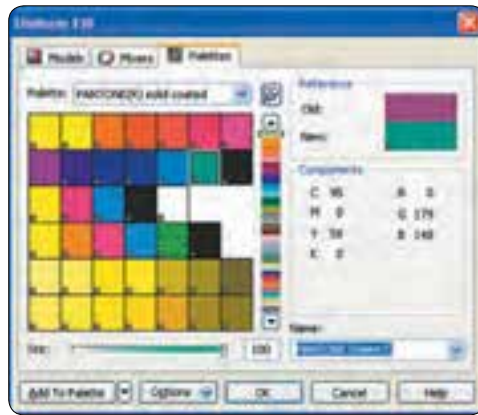 Uniform Fill
Models Mixers Palettes
Palette: PANTONE(R) solid coated
Reference
Old:
New:
Components
C 95 R 0
M 0 G 179
Y 58 B 148
K 0
Name:
Tint: 100
Add To Palette Options OK Cancel Help